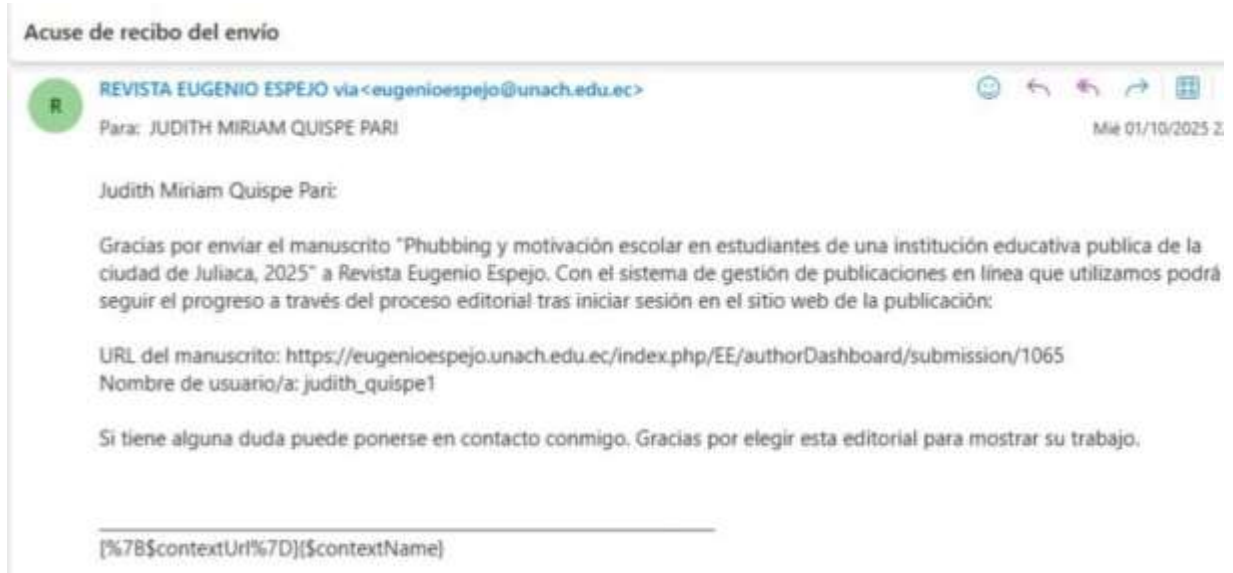 Acuse de recibo del envío
R
REVISTA EUGENIO ESPEJO via<eugenioespejo@unach.edu.ec>
Para: JUDITH MIRIAM QUISPE PARI
Mié 01/10/2025 2
Judith Miriam Quispe Pari:
Gracias por enviar el manuscrito "Phubbing y motivación escolar en estudiantes de una institución educativa publica de la
ciudad de Juliaca, 2025" a Revista Eugenio Espejo. Con el sistema de gestión de publicaciones en línea que utilizamos podrá
seguir el progreso a través del proceso editorial tras iniciar sesión en el sitio web de la publicación:
URL del manuscrito: https://eugenioespejo.unach.edu.ec/index.php/EE/authorDashboard/submission/1065
Nombre de usuario/a: judith_quispe1
Si tiene alguna duda puede ponerse en contacto conmigo. Gracias por elegir esta editorial para mostrar su trabajo.
[%7B$contextUrl%7D]{$contextName}